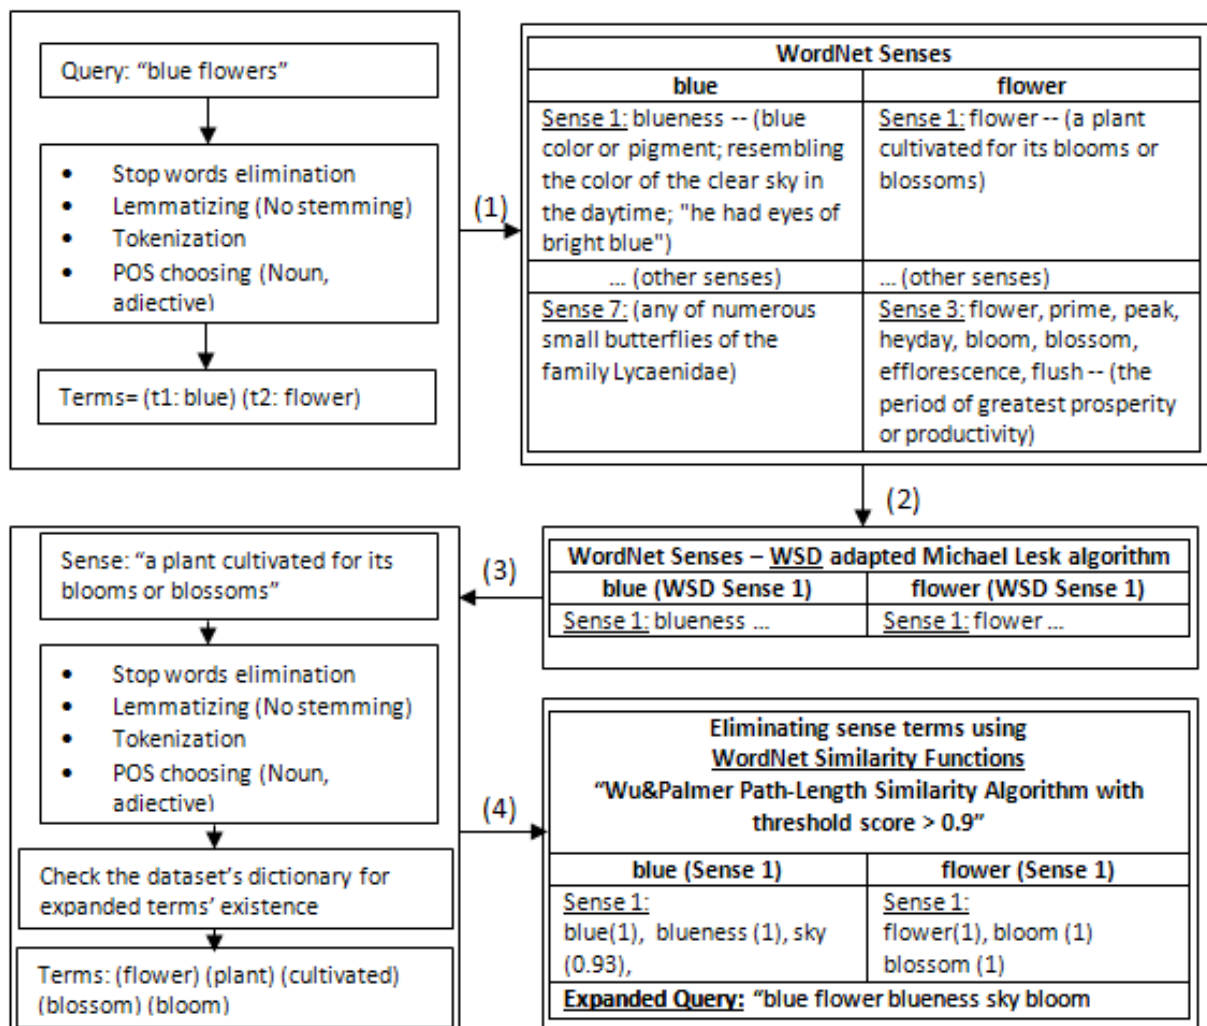 Query: “blue flowers”
• Stop words elimination
• Lemmatizing (No stemming)
• Tokenization
• POS choosing (Noun,
adjective)
Terms= (t1: blue) (t2: flower)
(1)
WordNet Senses
blue
flower
Sense 1: blueness -- (blue
color or pigment; resembling
the color of the clear sky in
the daytime; "he had eyes of
bright blue")
Sense 1: flower -- (a plant
cultivated for its blooms or
blossoms)
... (other senses)
... (other senses)
Sense 7: (any of numerous
small butterflies of the
family Lycaenidae)
Sense 3: flower, prime, peak,
heyday, bloom, blossom,
efflorescence, flush -- (the
period of greatest prosperity
or productivity)
(2)
WordNet Senses – WSD adapted Michael Lesk algorithm
blue (WSD Sense 1)
flower (WSD Sense 1)
Sense 1: blueness ...
Sense 1: flower ...
(3)
Sense: “a plant cultivated for its
blooms or blossoms”
• Stop words elimination
• Lemmatizing (No stemming)
• Tokenization
• POS choosing (Noun,
adjective)
Check the dataset’s dictionary for
expanded terms’ existence
Terms: (flower) (plant) (cultivated)
(blossom) (bloom)
(4)
Eliminating sense terms using
WordNet Similarity Functions
“Wu&Palmer Path-Length Similarity Algorithm with
threshold score > 0.9”
blue (Sense 1)
flower (Sense 1)
Sense 1:
blue(1), blueness (1), sky
(0.93),
Sense 1:
flower(1), bloom (1)
blossom (1)
Expanded Query: “blue flower blueness sky bloom